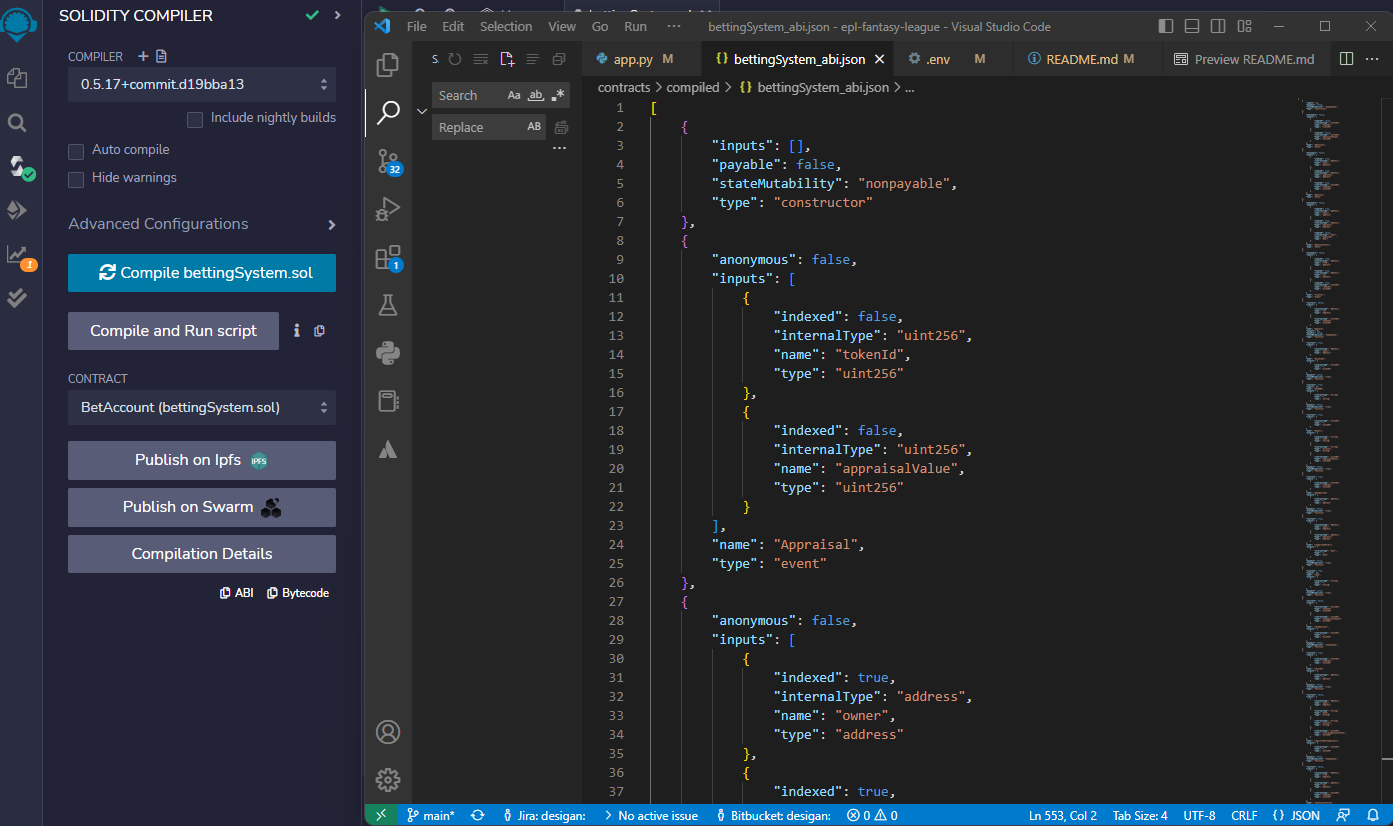 SOLIDITY COMPILER
COMPILER
0.5.17+commit.d19bba13
Include nightly builds
Auto compile
Hide warnings
Advanced Configurations
Compile bettingSystem.sol
Compile and Run script
CONTRACT
BetAccount (bettingSystem.sol)
Publish on Ipfs IPFS
Publish on Swarm
Compilation Details
ABI Bytecode
1
File Edit Selection View Go Run ··· bettingSystem_abi.json - epl-fantasy-league - Visual Studio Code
S app.py M {} bettingSystem_abi.json .env M README.md M Preview README.md ···
Search Aa ab
Replace AB
···
32
1
contracts > compiled > {} bettingSystem_abi.json > ...
1 [
2 {
3 "inputs": [],
4 "payable": false,
5 "stateMutability": "nonpayable",
6 "type": "constructor"
7 },
8 {
9 "anonymous": false,
10 "inputs": [
11 {
12 "indexed": false,
13 "internalType": "uint256",
14 "name": "tokenId",
15 "type": "uint256"
16 },
17 {
18 "indexed": false,
19 "internalType": "uint256",
20 "name": "appraisalValue",
21 "type": "uint256"
22 }
23 ],
24 "name": "Appraisal",
25 "type": "event"
26 },
27 {
28 "anonymous": false,
29 "inputs": [
30 {
31 "indexed": true,
32 "internalType": "address",
33 "name": "owner",
34 "type": "address"
35 },
36 {
37 "indexed": true,
main* Jira: desigan: No active issue Bitbucket: desigan: 0 0 Ln 553, Col 2 Tab Size: 4 UTF-8 CRLF {} JSON